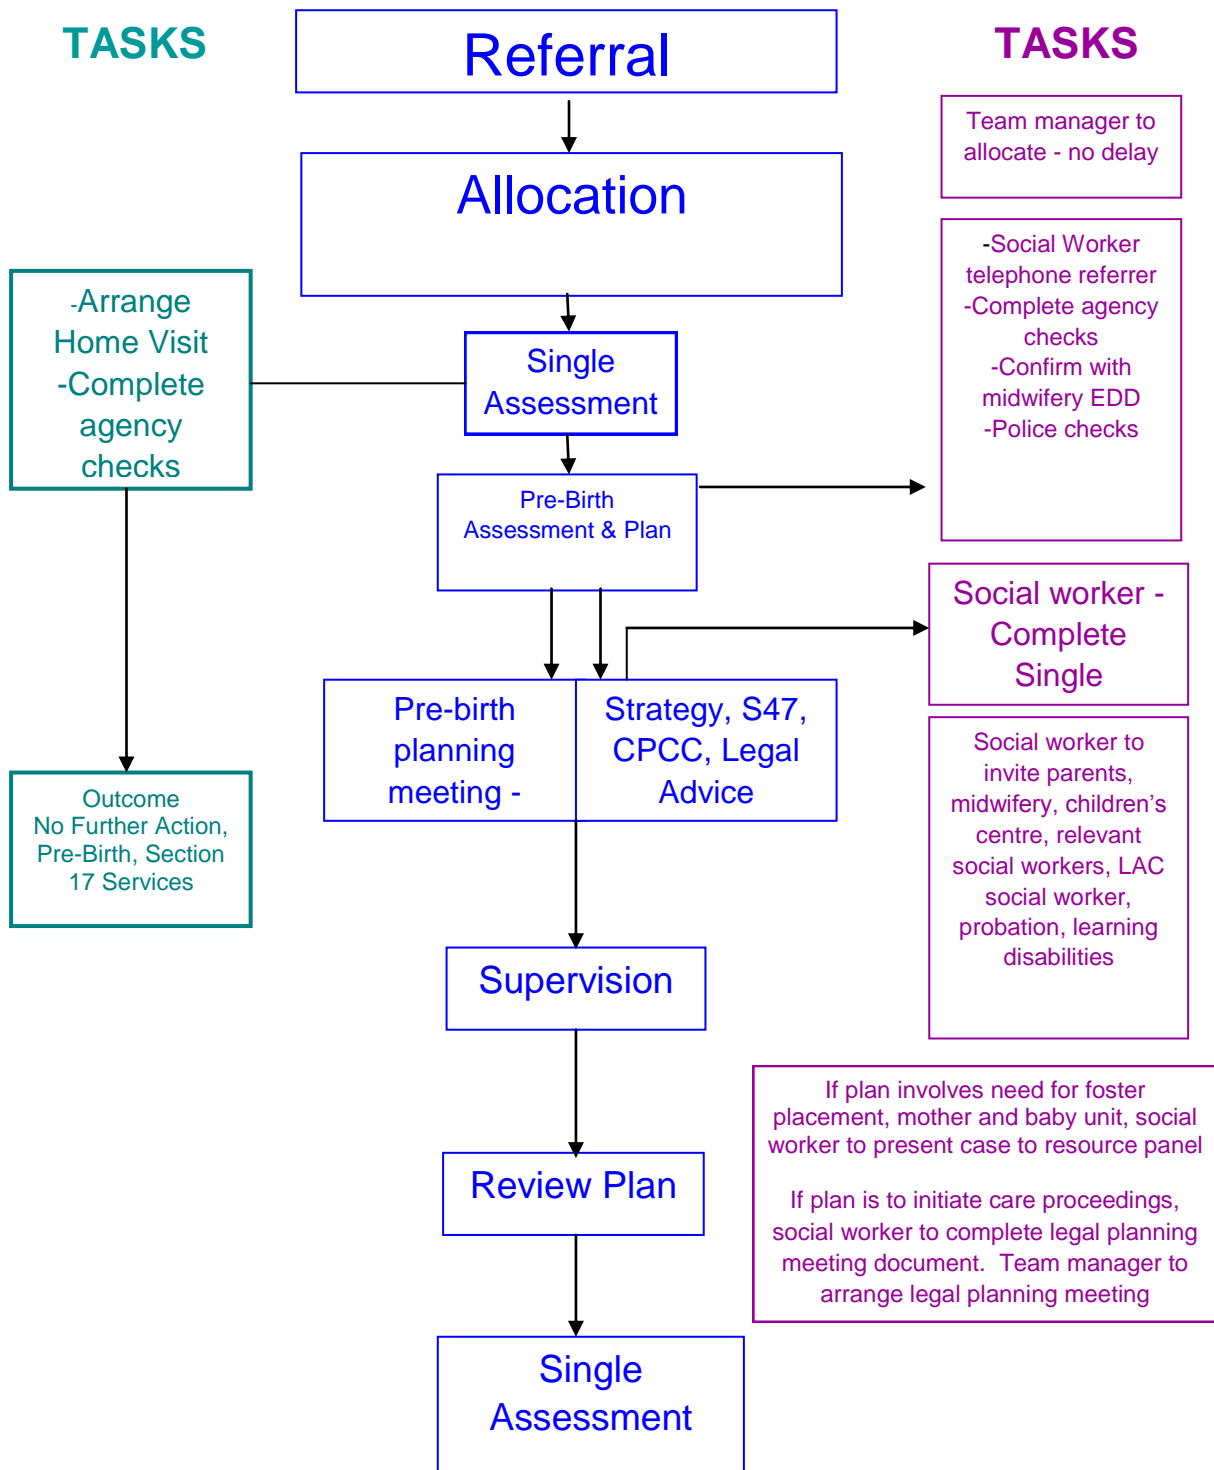 TASKS
Referral
TASKS
Team manager to
allocate - no delay
Allocation
-Social Worker
telephone referrer
-Complete agency
checks
-Confirm with
midwifery EDD
-Police checks
-Arrange
Home Visit
-Complete
agency
checks
Single
Assessment
Pre-Birth
Assessment & Plan
Social worker -
Complete
Single
Pre-birth
planning
meeting -
Strategy, S47,
CPCC, Legal
Advice
Social worker to
invite parents,
midwifery, children’s
centre, relevant
social workers, LAC
social worker,
probation, learning
disabilities
Outcome
No Further Action,
Pre-Birth, Section
17 Services
Supervision
If plan involves need for foster
placement, mother and baby unit, social
worker to present case to resource panel
If plan is to initiate care proceedings,
social worker to complete legal planning
meeting document.  Team manager to
arrange legal planning meeting
Review Plan
Single
Assessment